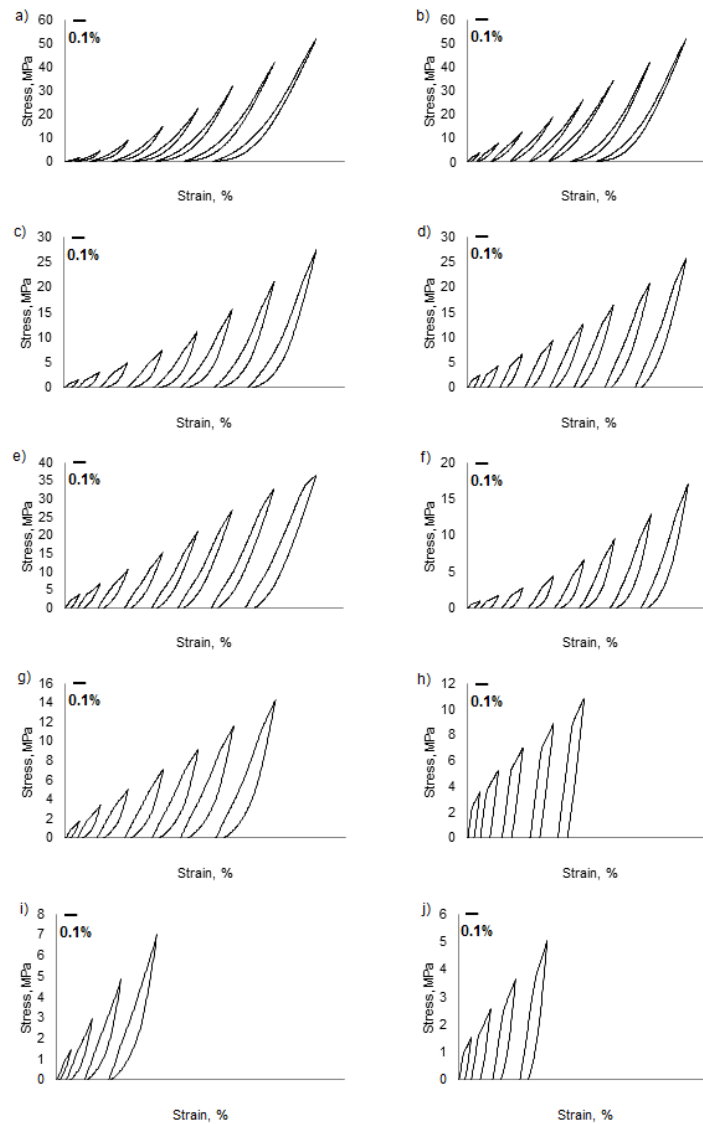 a)
60
50
40
30
20
10
0
Stress, MPa
0.1%
Strain, %
b)
60
50
40
30
20
10
0
Stress, MPa
0.1%
Strain, %
c)
30
25
20
15
10
5
0
Stress, MPa
0.1%
Strain, %
d)
30
25
20
15
10
5
0
Stress, MPa
0.1%
Strain, %
e)
40
35
30
25
20
15
10
5
0
Stress, MPa
0.1%
Strain, %
f)
20
15
10
5
0
Stress, MPa
0.1%
Strain, %
g)
16
14
12
10
8
6
4
2
0
Stress, MPa
0.1%
Strain, %
h)
12
10
8
6
4
2
0
Stress, MPa
0.1%
Strain, %
i)
8
7
6
5
4
3
2
1
0
Stress, MPa
0.1%
Strain, %
j)
6
5
4
3
2
1
0
Stress, MPa
0.1%
Strain, %